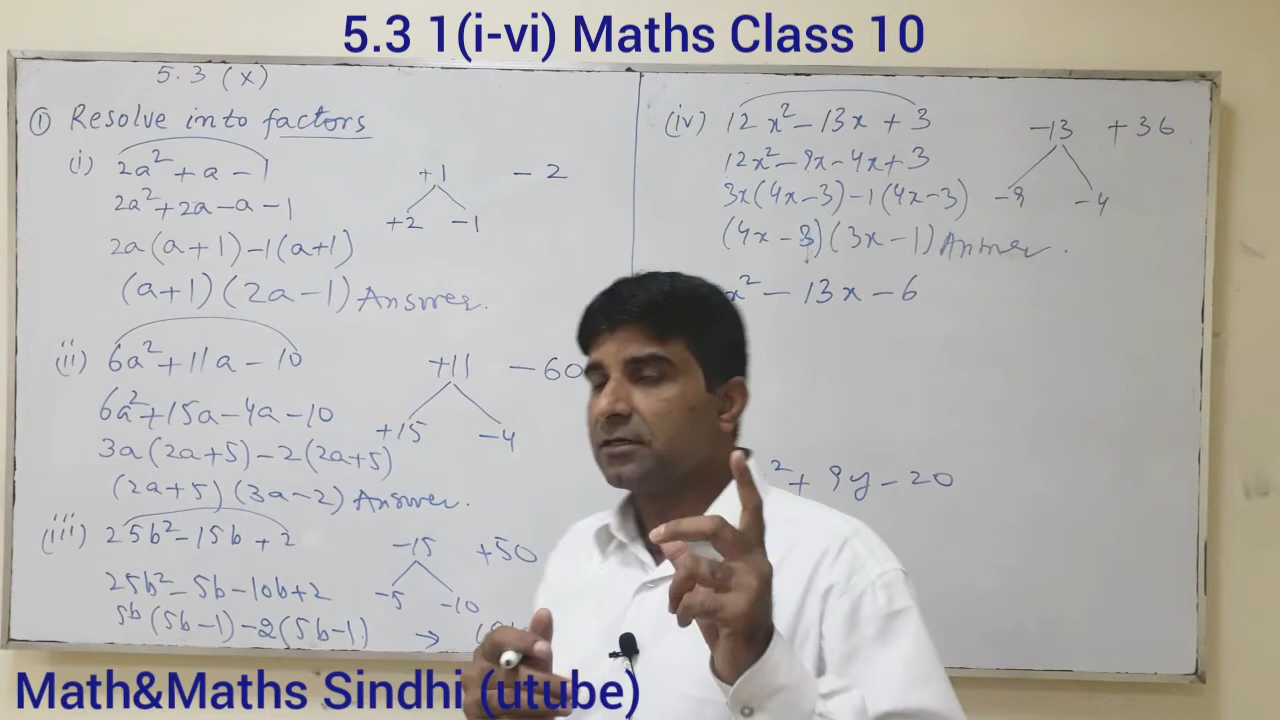 5.3 1(i-vi) Maths Class 10
5.3 (x)
① Resolve into factors
(i) 2a² + a - 1
2a² + 2a - a - 1
2a(a+1) - 1(a+1)
(a+1)(2a-1) Answer.
+1 - 2
+2 -1
(ii) 6a² + 11a - 10
6a² + 15a - 4a - 10
3a(2a+5) - 2(2a+5)
(2a+5)(3a-2) Answer.
+11 - 60
+15 -4
(iii) 25b² - 15b + 2
25b² - 5b - 10b + 2
5b(5b-1) - 2(5b-1) →
-15 +50
-5 -10
(iv) 12x² - 13x + 3
12x² - 9x - 4x + 3
3x(4x-3) - 1(4x-3)
(4x-3)(3x-1) Answer.
-13 +36
-9 -4
x² - 13x - 6
² + 9y - 20
Math&Maths Sindhi (utube)